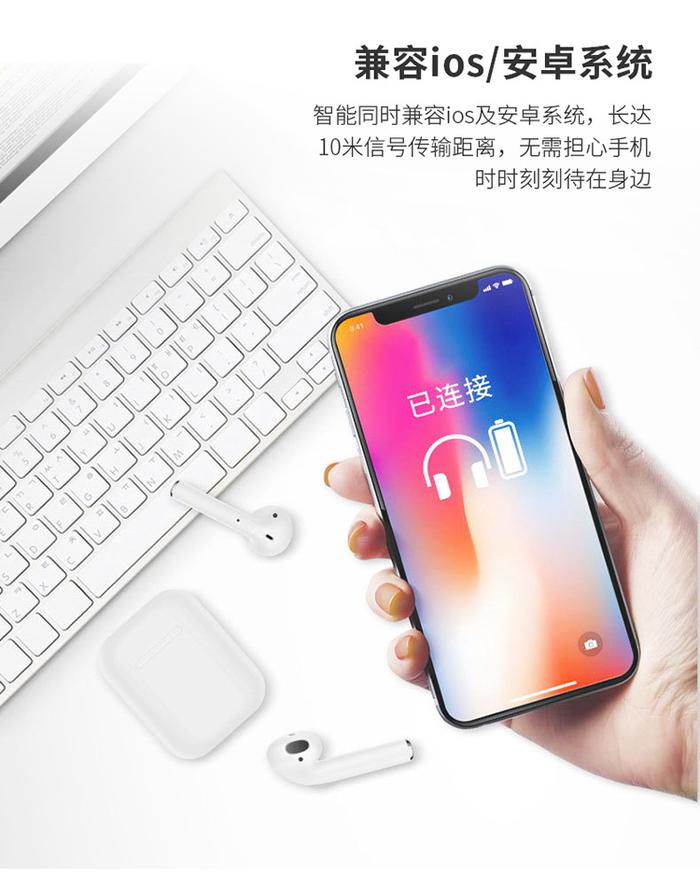 兼容ios/安卓系统
智能同时兼容ios及安卓系统，长达
10米信号传输距离，无需担心手机
时时刻刻待在身边
9:41
已连接